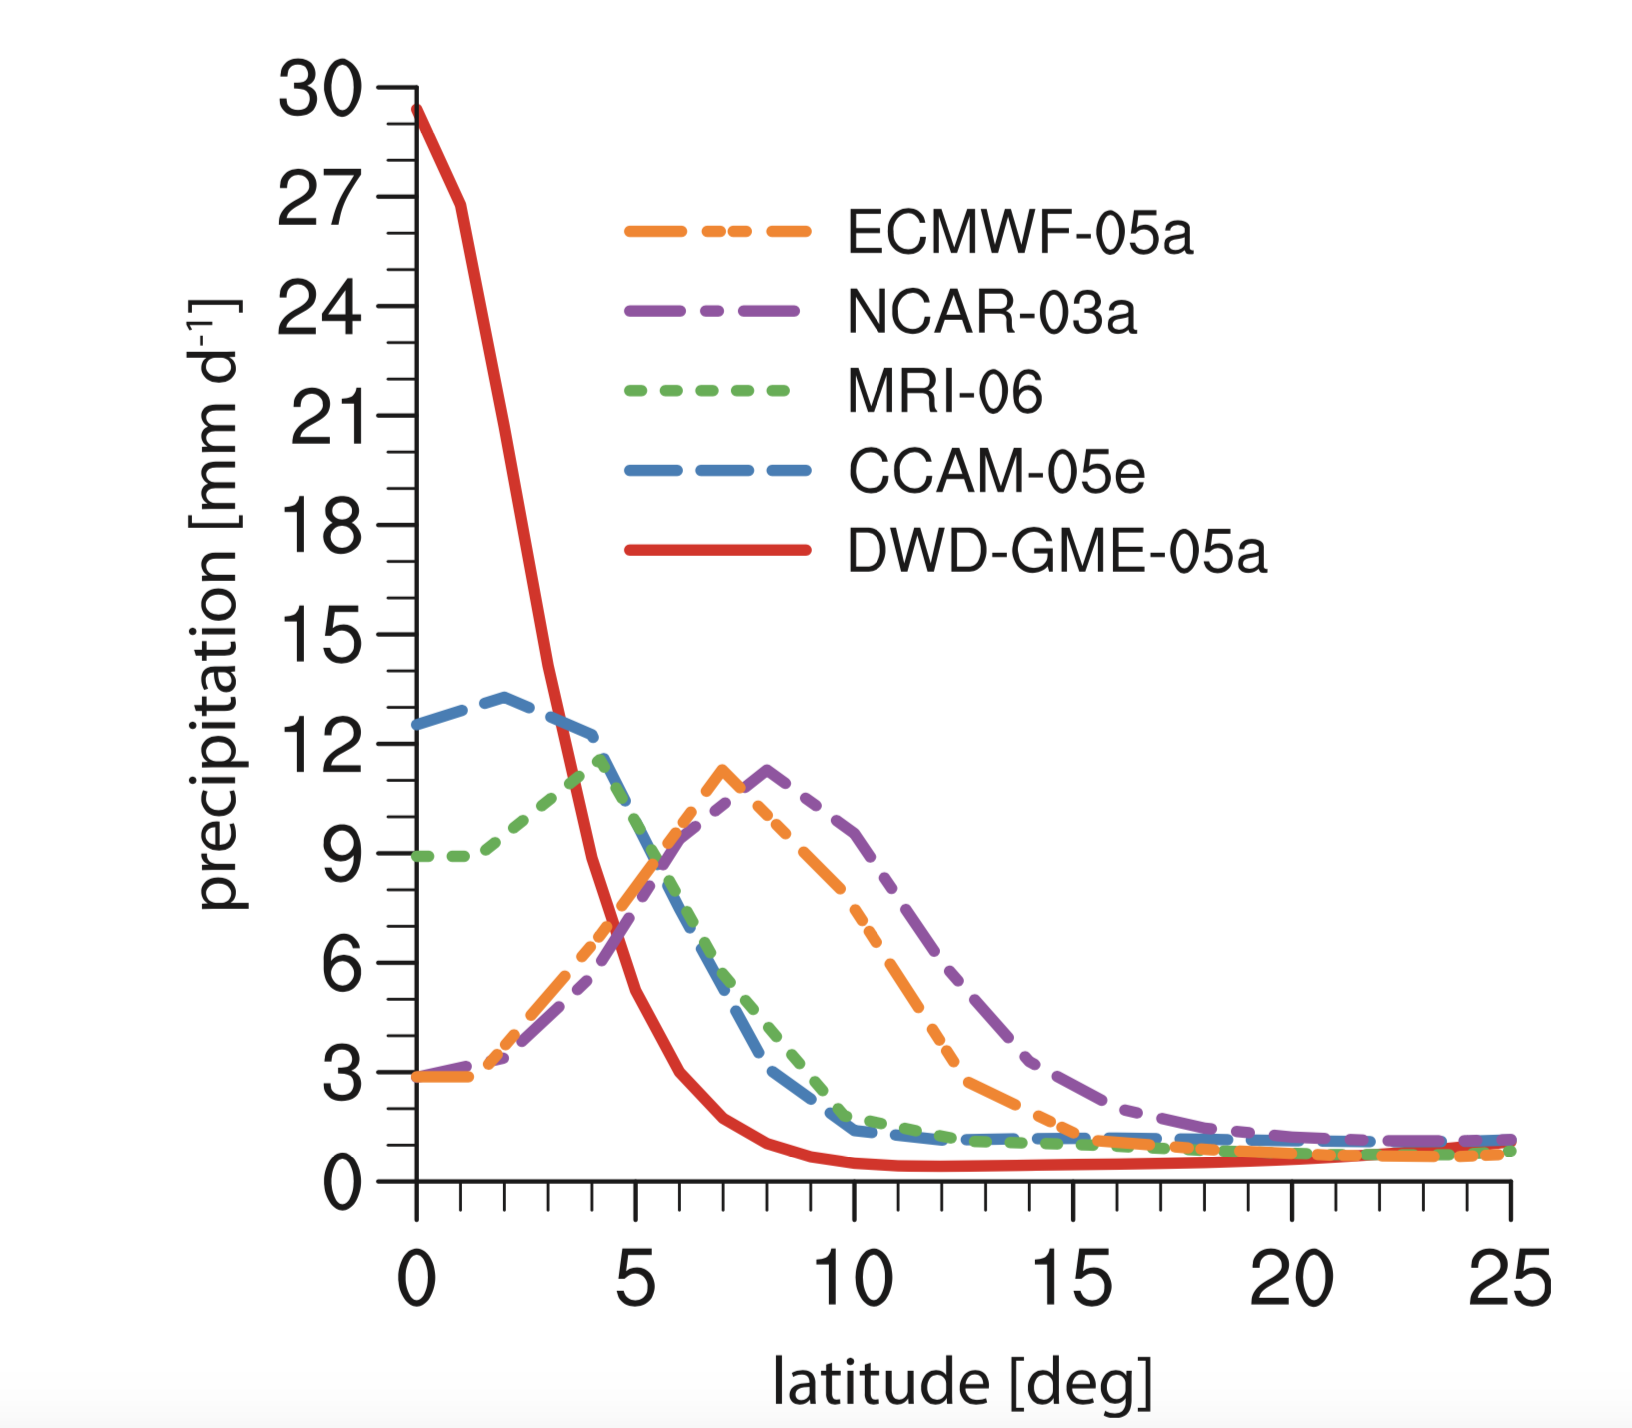 30
27
24
21
18
15
12
9
6
3
0
precipitation [mm d⁻¹]
ECMWF-05a
NCAR-03a
MRI-06
CCAM-05e
DWD-GME-05a
0 5 10 15 20 25
latitude [deg]